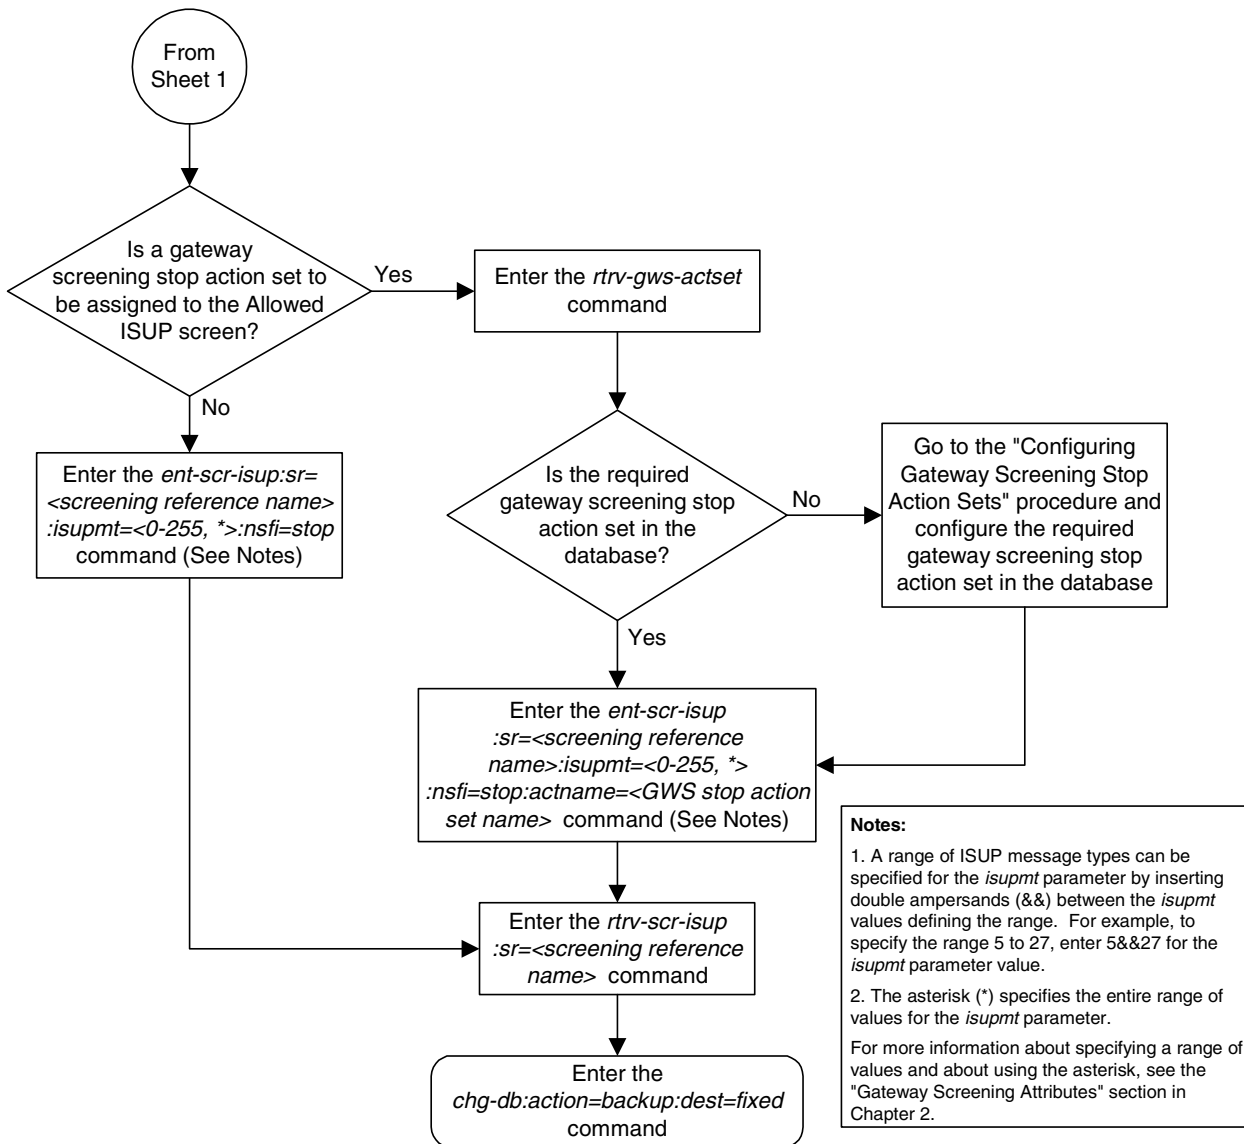 From
Sheet 1
Is a gateway
screening stop action set to
be assigned to the Allowed
ISUP screen?
Yes
Enter the rtrv-gws-actset
command
No
Enter the ent-scr-isup:sr=
<screening reference name>
:isupmt=<0-255, *>:nsfi=stop
command (See Notes)
Is the required
gateway screening stop
action set in the
database?
No
Go to the "Configuring
Gateway Screening Stop
Action Sets" procedure and
configure the required
gateway screening stop
action set in the database
Yes
Enter the ent-scr-isup
:sr=<screening reference
name>:isupmt=<0-255, *>
:nsfi=stop:actname=<GWS stop action
set name> command (See Notes)
Enter the rtrv-scr-isup
:sr=<screening reference
name> command
Enter the
chg-db:action=backup:dest=fixed
command
Notes:
1. A range of ISUP message types can be
specified for the isupmt parameter by inserting
double ampersands (&&) between the isupmt
values defining the range. For example, to
specify the range 5 to 27, enter 5&&27 for the
isupmt parameter value.
2. The asterisk (*) specifies the entire range of
values for the isupmt parameter.
For more information about specifying a range of
values and about using the asterisk, see the
"Gateway Screening Attributes" section in
Chapter 2.